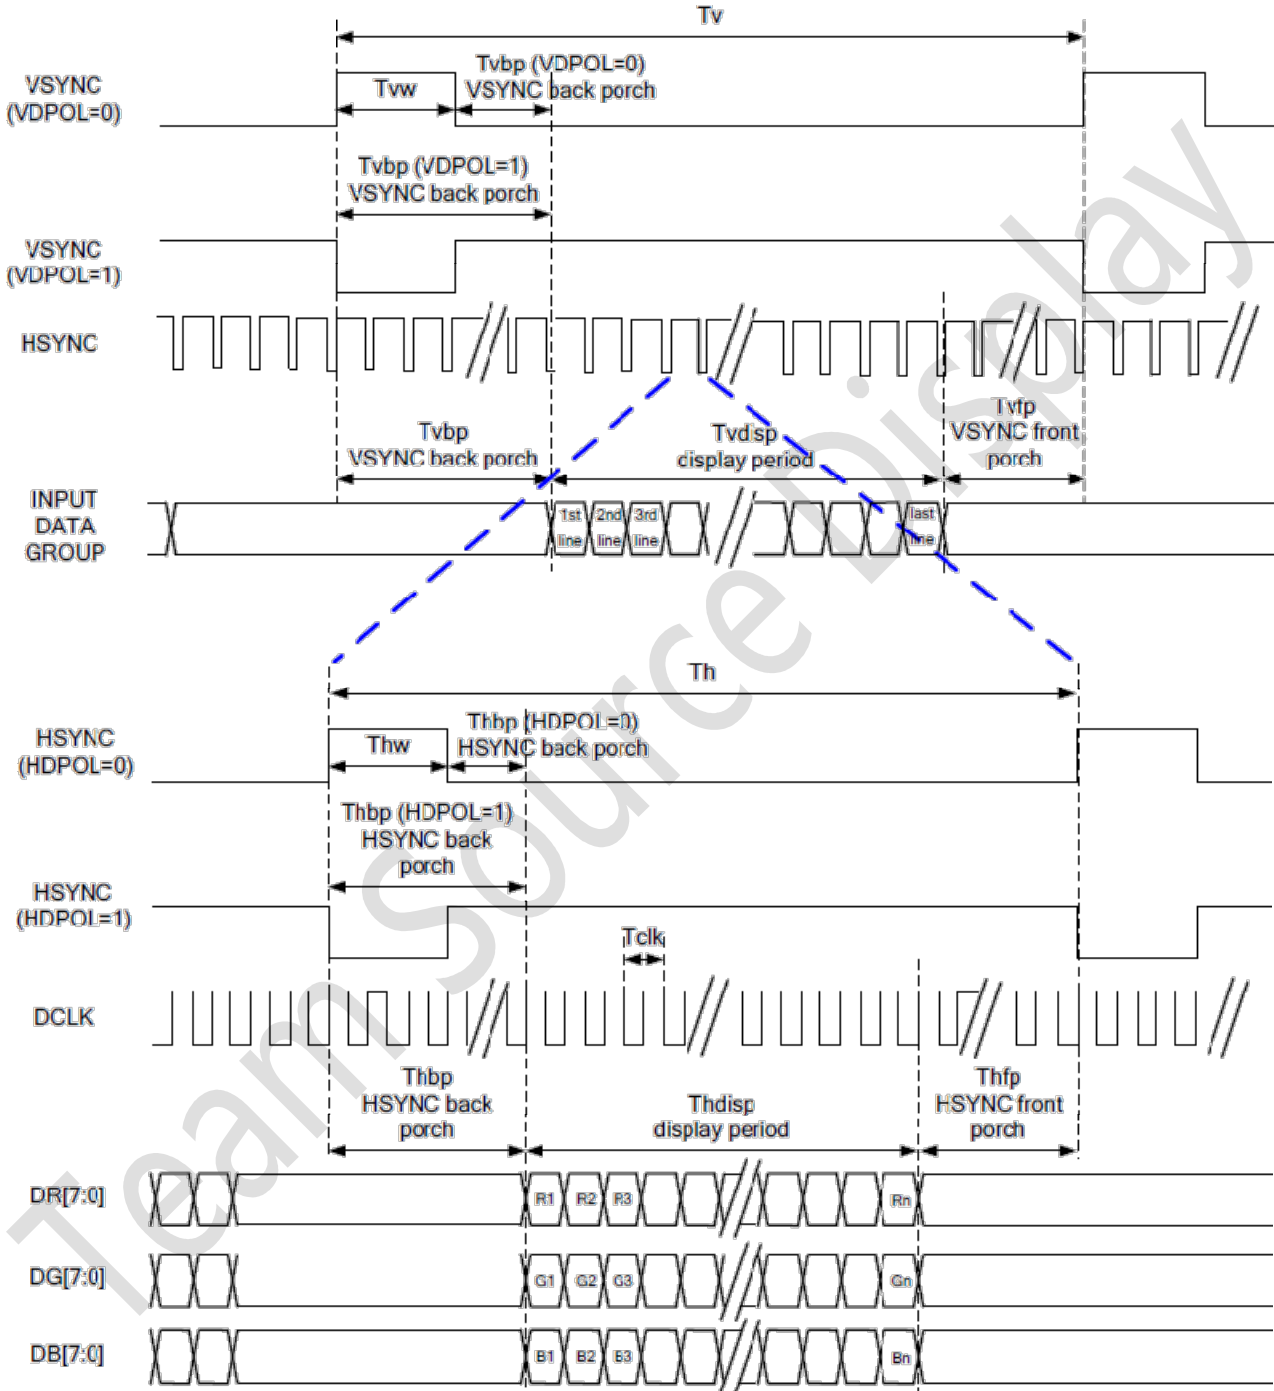 Tv
VSYNC
(VDPOL=0)
Tvw
Tvbp (VDPOL=0)
VSYNC back porch
Tvbp (VDPOL=1)
VSYNC back porch
VSYNC
(VDPOL=1)
HSYNC
Tvbp
VSYNC back porch
Tvdisp
display period
Tvfp
VSYNC front
porch
INPUT
DATA
GROUP
1st
line
2nd
line
3rd
line
last
line
Th
HSYNC
(HDPOL=0)
Thw
Thbp (HDPOL=0)
HSYNC back porch
Thbp (HDPOL=1)
HSYNC back
porch
HSYNC
(HDPOL=1)
Tclk
DCLK
Thbp
HSYNC back
porch
Thdisp
display period
Thfp
HSYNC front
porch
DR[7:0]
R1 R2 R3 Rn
DG[7:0]
G1 G2 G3 Gn
DB[7:0]
B1 B2 B3 Bn
Team Source Display